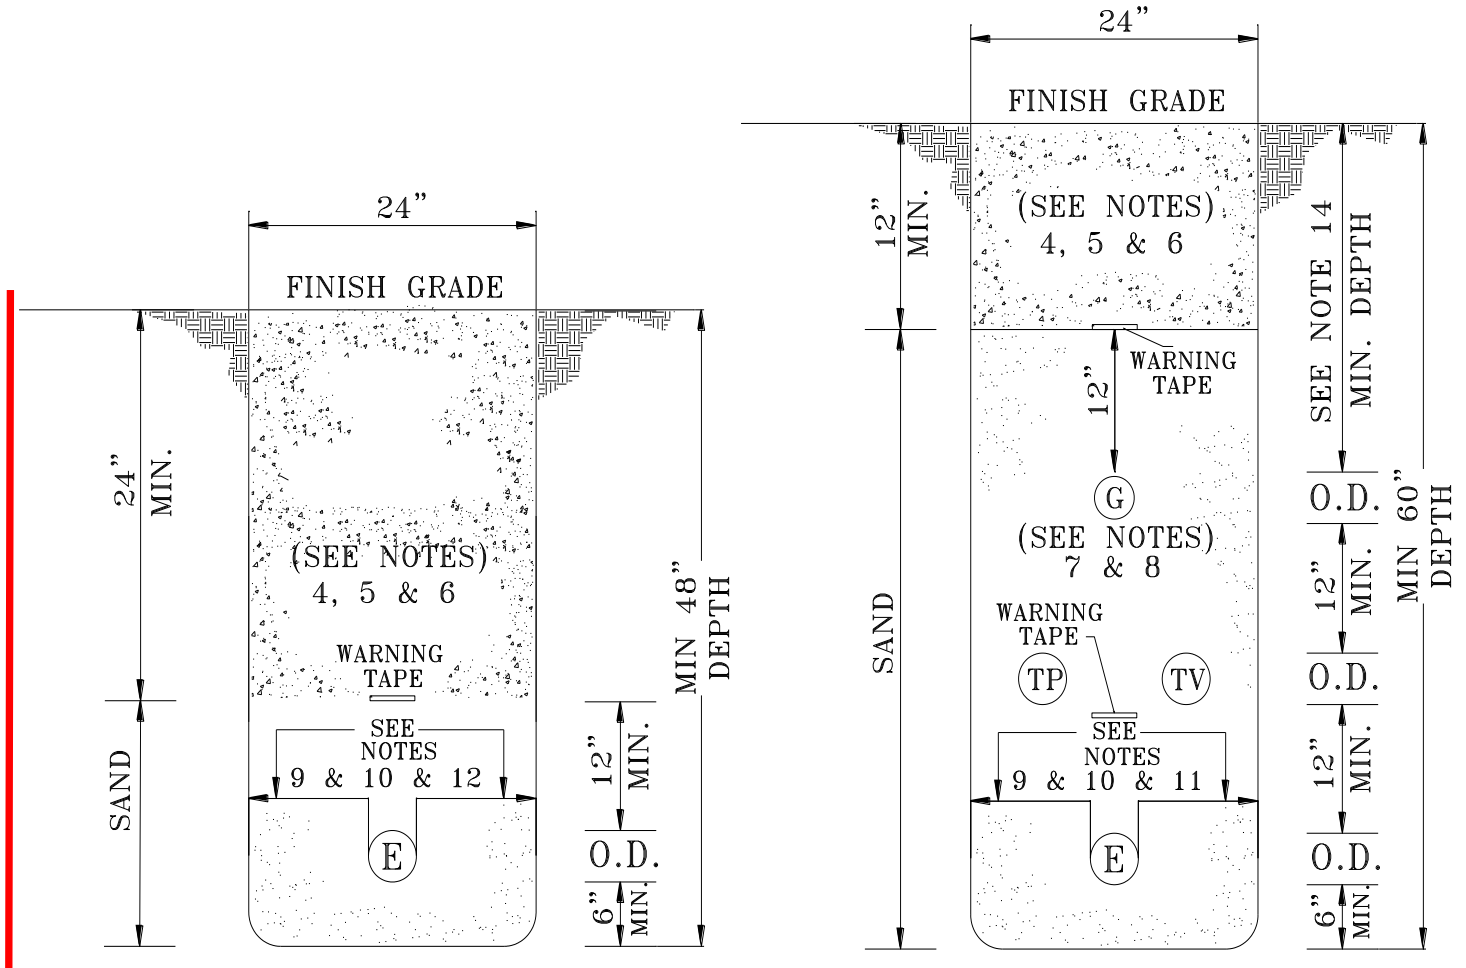 24"
FINISH GRADE
24"
MIN.
(SEE NOTES)
4, 5 & 6
WARNING
TAPE
SEE
NOTES
9 & 10 & 12
SAND
E
12"
MIN.
O.D.
6"
MIN.
MIN 48"
DEPTH
24"
FINISH GRADE
12"
MIN.
(SEE NOTES)
4, 5 & 6
WARNING
TAPE
12"
G
(SEE NOTES)
7 & 8
WARNING
TAPE
TP
TV
SEE
NOTES
9 & 10 & 11
SAND
E
SEE NOTE 14
MIN. DEPTH
O.D.
12"
MIN.
O.D.
12"
MIN.
O.D.
6"
MIN.
MIN 60"
DEPTH